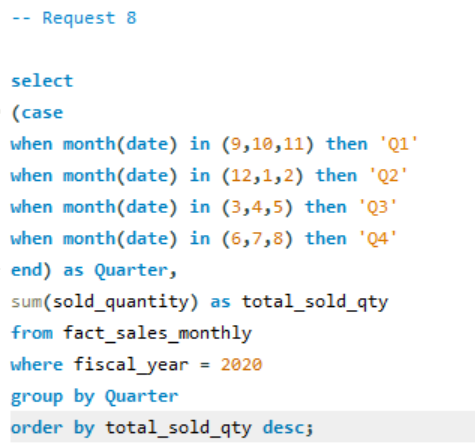 -- Request 8
select
(case
when month(date) in (9,10,11) then 'Q1'
when month(date) in (12,1,2) then 'Q2'
when month(date) in (3,4,5) then 'Q3'
when month(date) in (6,7,8) then 'Q4'
end) as Quarter,
sum(sold_quantity) as total_sold_qty
from fact_sales_monthly
where fiscal_year = 2020
group by Quarter
order by total_sold_qty desc;